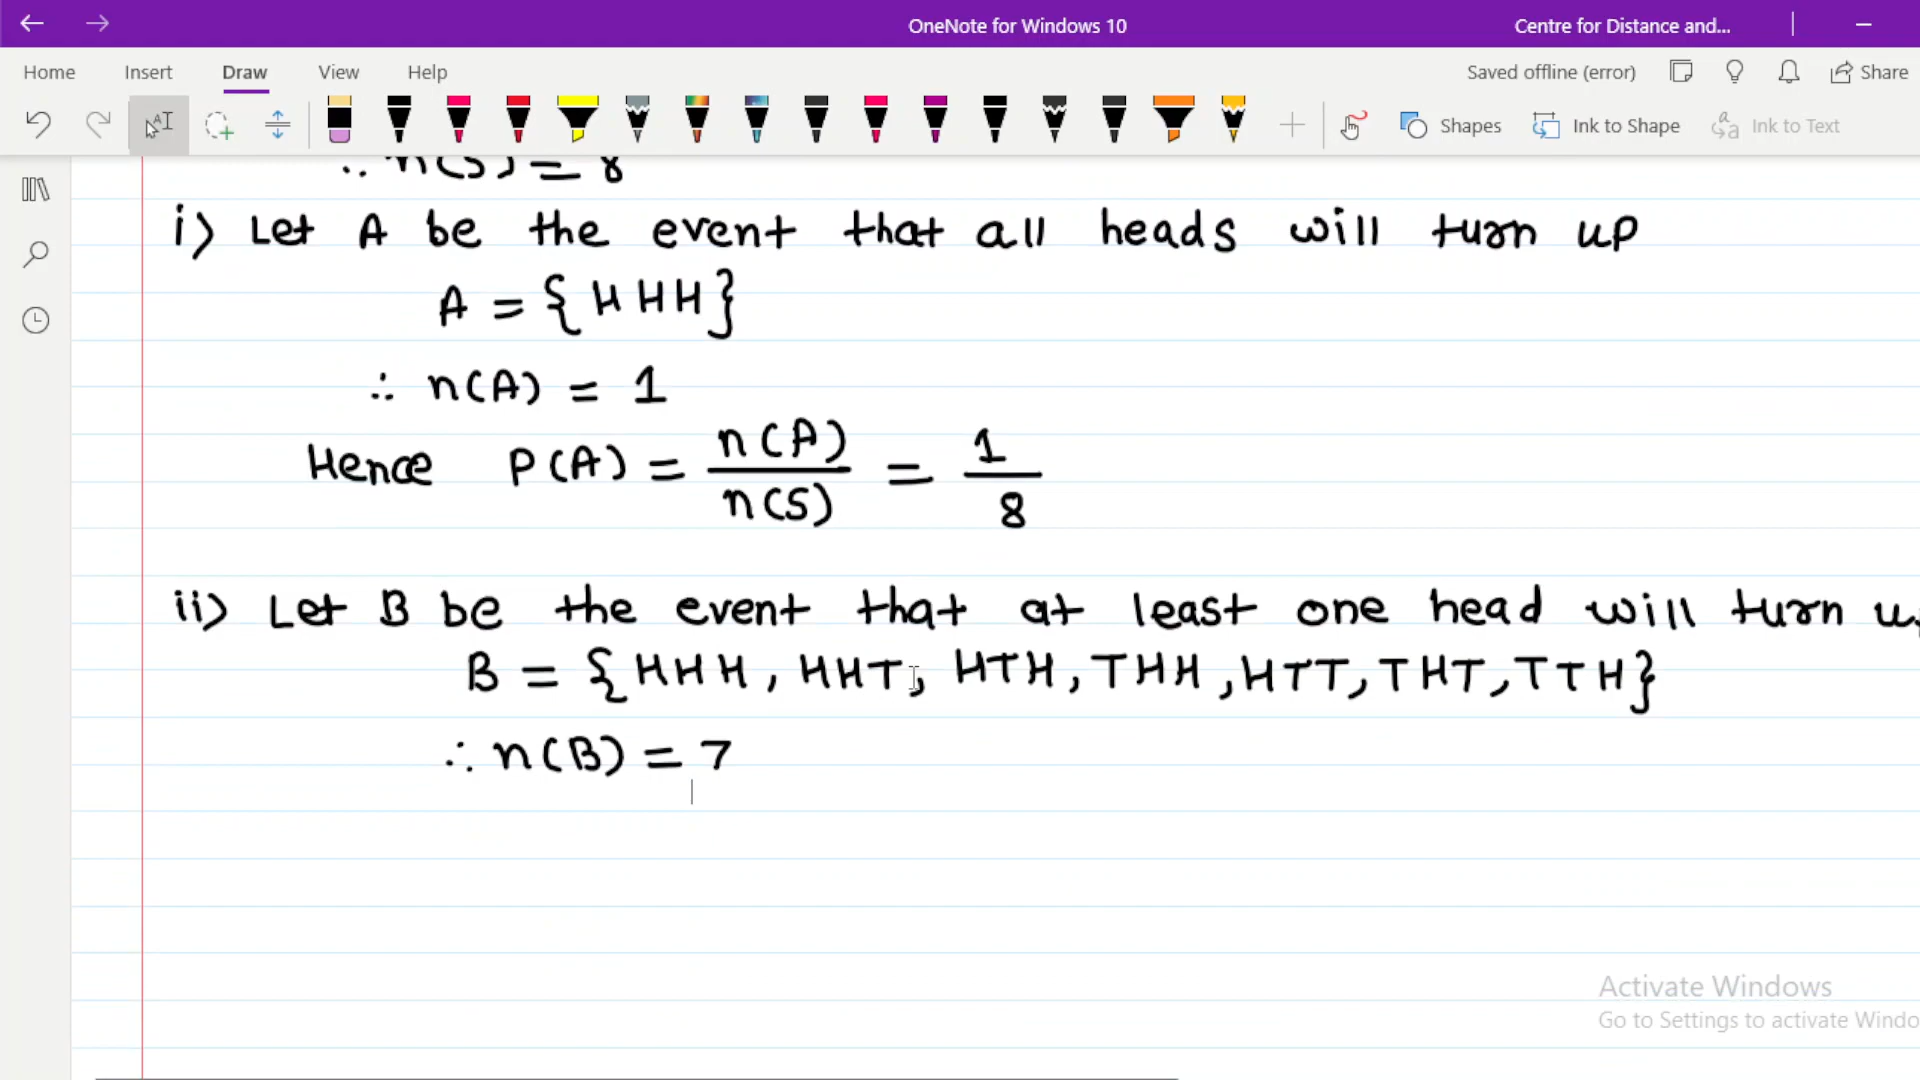 OneNote for Windows 10
Centre for Distance and...
Home Insert Draw View Help
Saved offline (error) Share
Shapes Ink to Shape Ink to Text
∴ n(S) = 8
i) Let A be the event that all heads will turn up
A = {HHH}
∴ n(A) = 1
Hence P(A) = n(A)/n(S) = 1/8
ii) Let B be the event that at least one head will turn up
B = {HHH, HHT, HTH, THH, HTT, THT, TTH}
∴ n(B) = 7
Activate Windows
Go to Settings to activate Windo